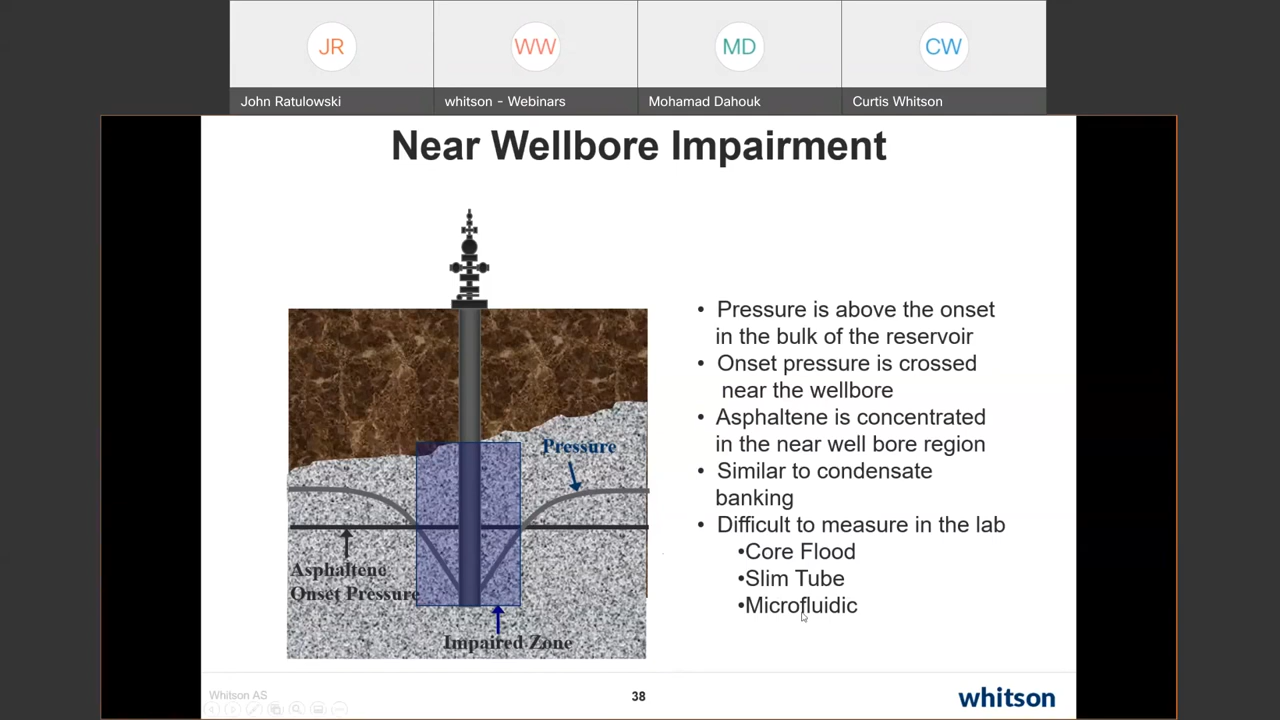 JR
WW
MD
CW
John Ratulowski
whitson - Webinars
Mohamad Dahouk
Curtis Whitson
Near Wellbore Impairment
• Pressure is above the onset
in the bulk of the reservoir
• Onset pressure is crossed
near the wellbore
• Asphaltene is concentrated
in the near well bore region
• Similar to condensate
banking
• Difficult to measure in the lab
•Core Flood
•Slim Tube
•Microfluidic
Pressure
Asphaltene
Onset Pressure
Impaired Zone
Whitson AS
38
whitson